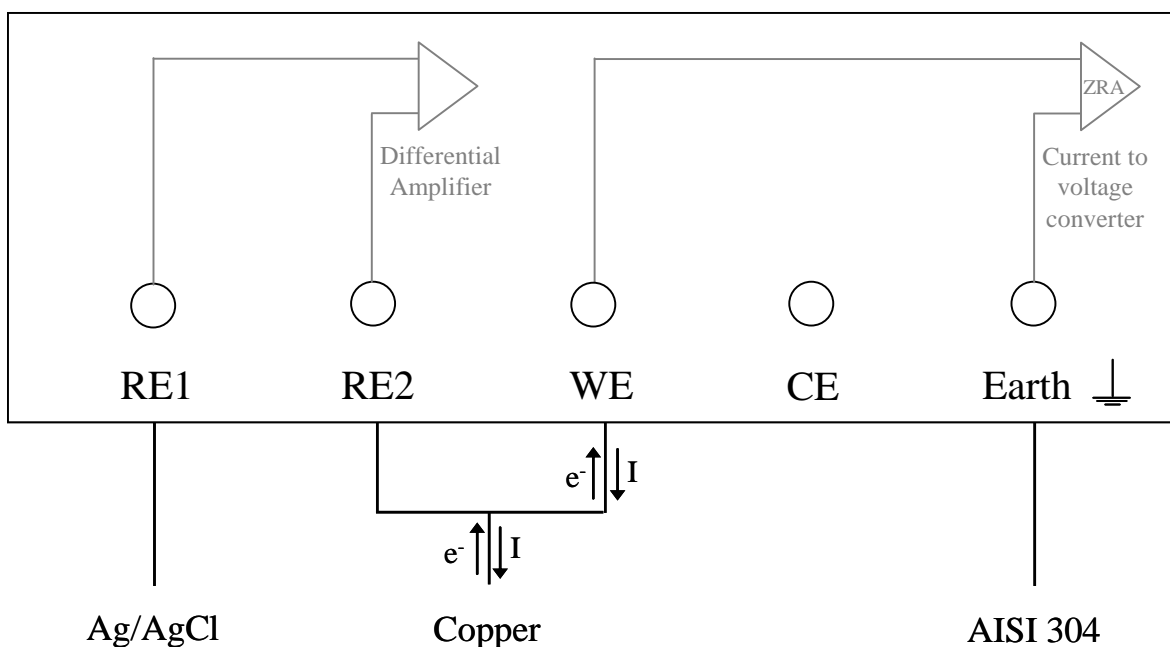 ZRA
Differential
Amplifier
Current to
voltage
converter
RE1
RE2
WE
CE
Earth
e-
I
e-
I
Ag/AgCl
Copper
AISI 304